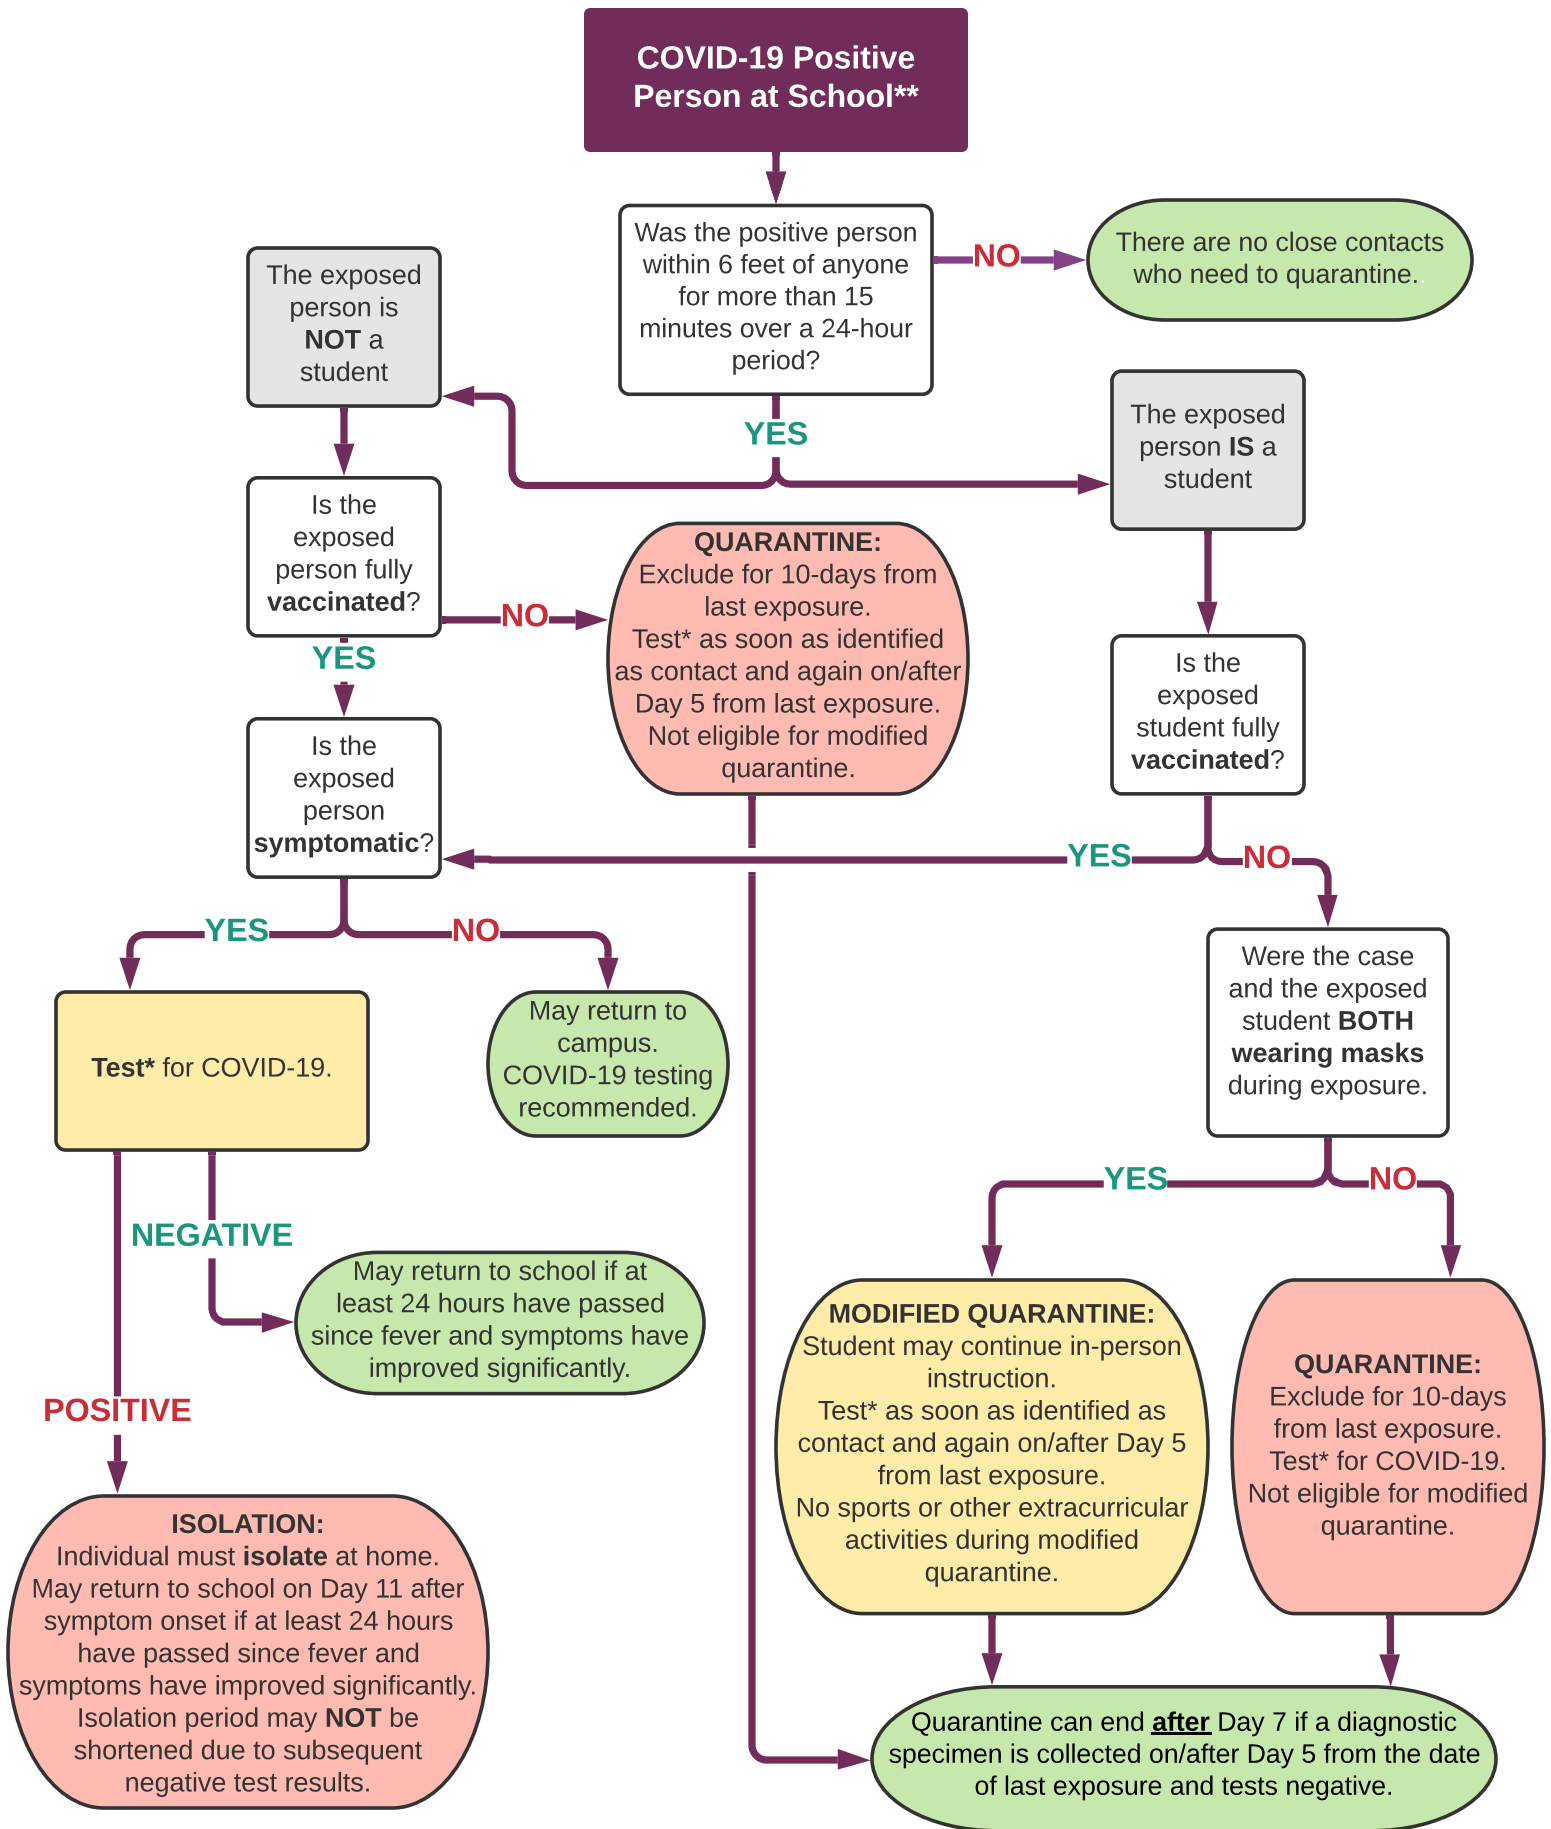 COVID-19 Positive
Person at School**
Was the positive person
within 6 feet of anyone
for more than 15
minutes over a 24-hour
period?
NO
There are no close contacts
who need to quarantine.
YES
The exposed
person is
NOT a
student
The exposed
person IS a
student
Is the
exposed
person fully
vaccinated?
NO
QUARANTINE:
Exclude for 10-days from
last exposure.
Test* as soon as identified
as contact and again on/after
Day 5 from last exposure.
Not eligible for modified
quarantine.
YES
Is the
exposed
student fully
vaccinated?
Is the
exposed
person
symptomatic?
YES
NO
YES
NO
Were the case
and the exposed
student BOTH
wearing masks
during exposure.
Test* for COVID-19.
May return to
campus.
COVID-19 testing
recommended.
YES
NO
NEGATIVE
May return to school if at
least 24 hours have passed
since fever and symptoms have
improved significantly.
MODIFIED QUARANTINE:
Student may continue in-person
instruction.
Test* as soon as identified as
contact and again on/after Day 5
from last exposure.
No sports or other extracurricular
activities during modified
quarantine.
QUARANTINE:
Exclude for 10-days
from last exposure.
Test* for COVID-19.
Not eligible for modified
quarantine.
POSITIVE
ISOLATION:
Individual must isolate at home.
May return to school on Day 11 after
symptom onset if at least 24 hours
have passed since fever and
symptoms have improved significantly.
Isolation period may NOT be
shortened due to subsequent
negative test results.
Quarantine can end after Day 7 if a diagnostic
specimen is collected on/after Day 5 from the date
of last exposure and tests negative.